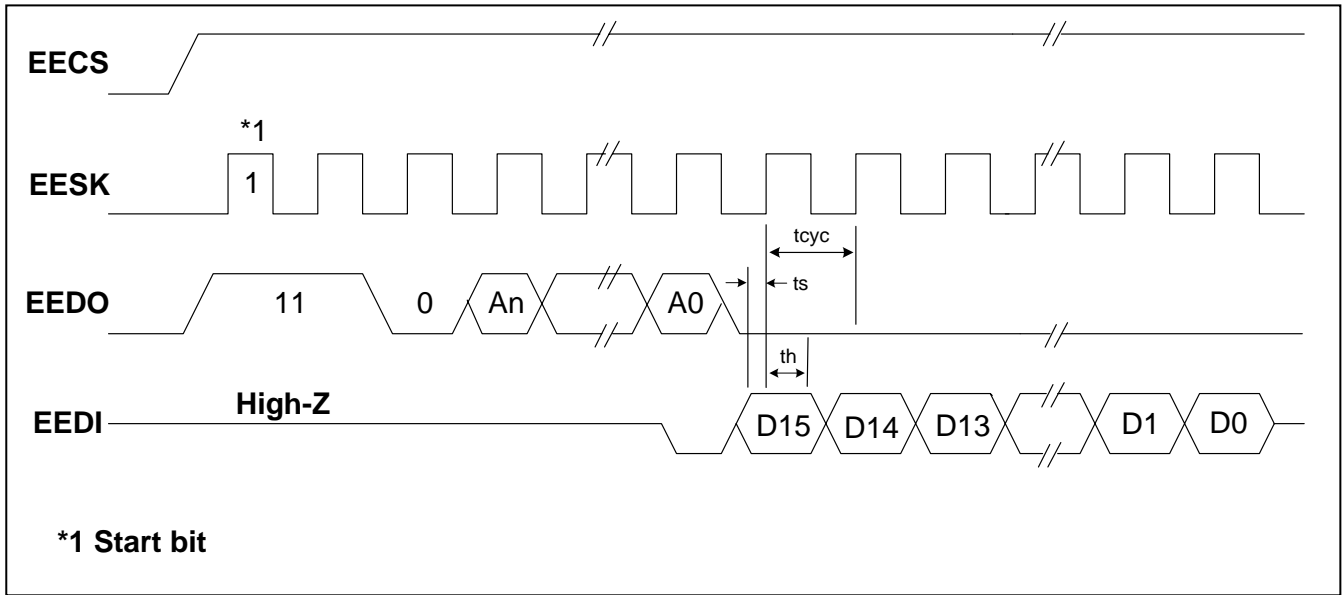 EECS
*1
EESK
1
tcyc
ts
EEDO
11
0
An
A0
th
High-Z
EEDI
D15
D14
D13
D1
D0
*1 Start bit